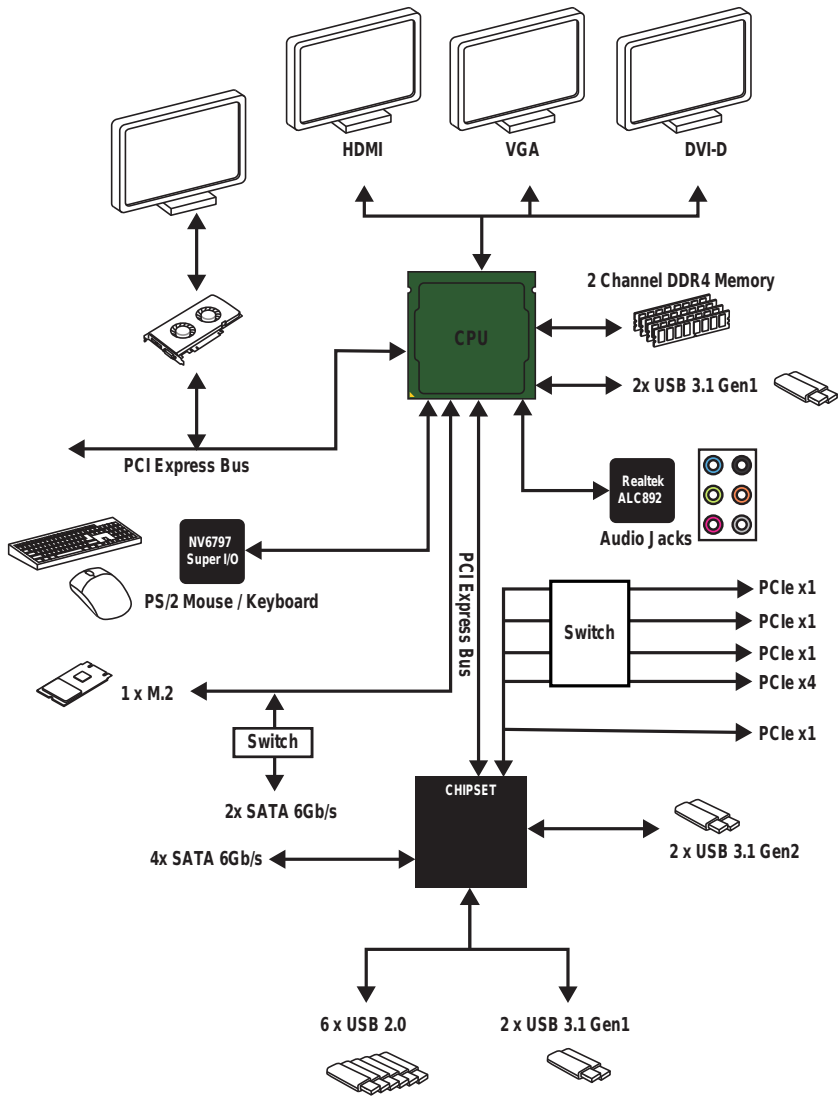 HDMI
VGA
DVI-D
2 Channel DDR4 Memory
CPU
2x USB 3.1 Gen1
PCI Express Bus
Realtek
ALC892
Audio Jacks
NV6797
Super I/O
PS/2 Mouse / Keyboard
PCI Express Bus
Switch
PCIe x1
PCIe x1
PCIe x1
PCIe x4
PCIe x1
1 x M.2
Switch
2x SATA 6Gb/s
CHIPSET
4x SATA 6Gb/s
2 x USB 3.1 Gen2
6 x USB 2.0
2 x USB 3.1 Gen1